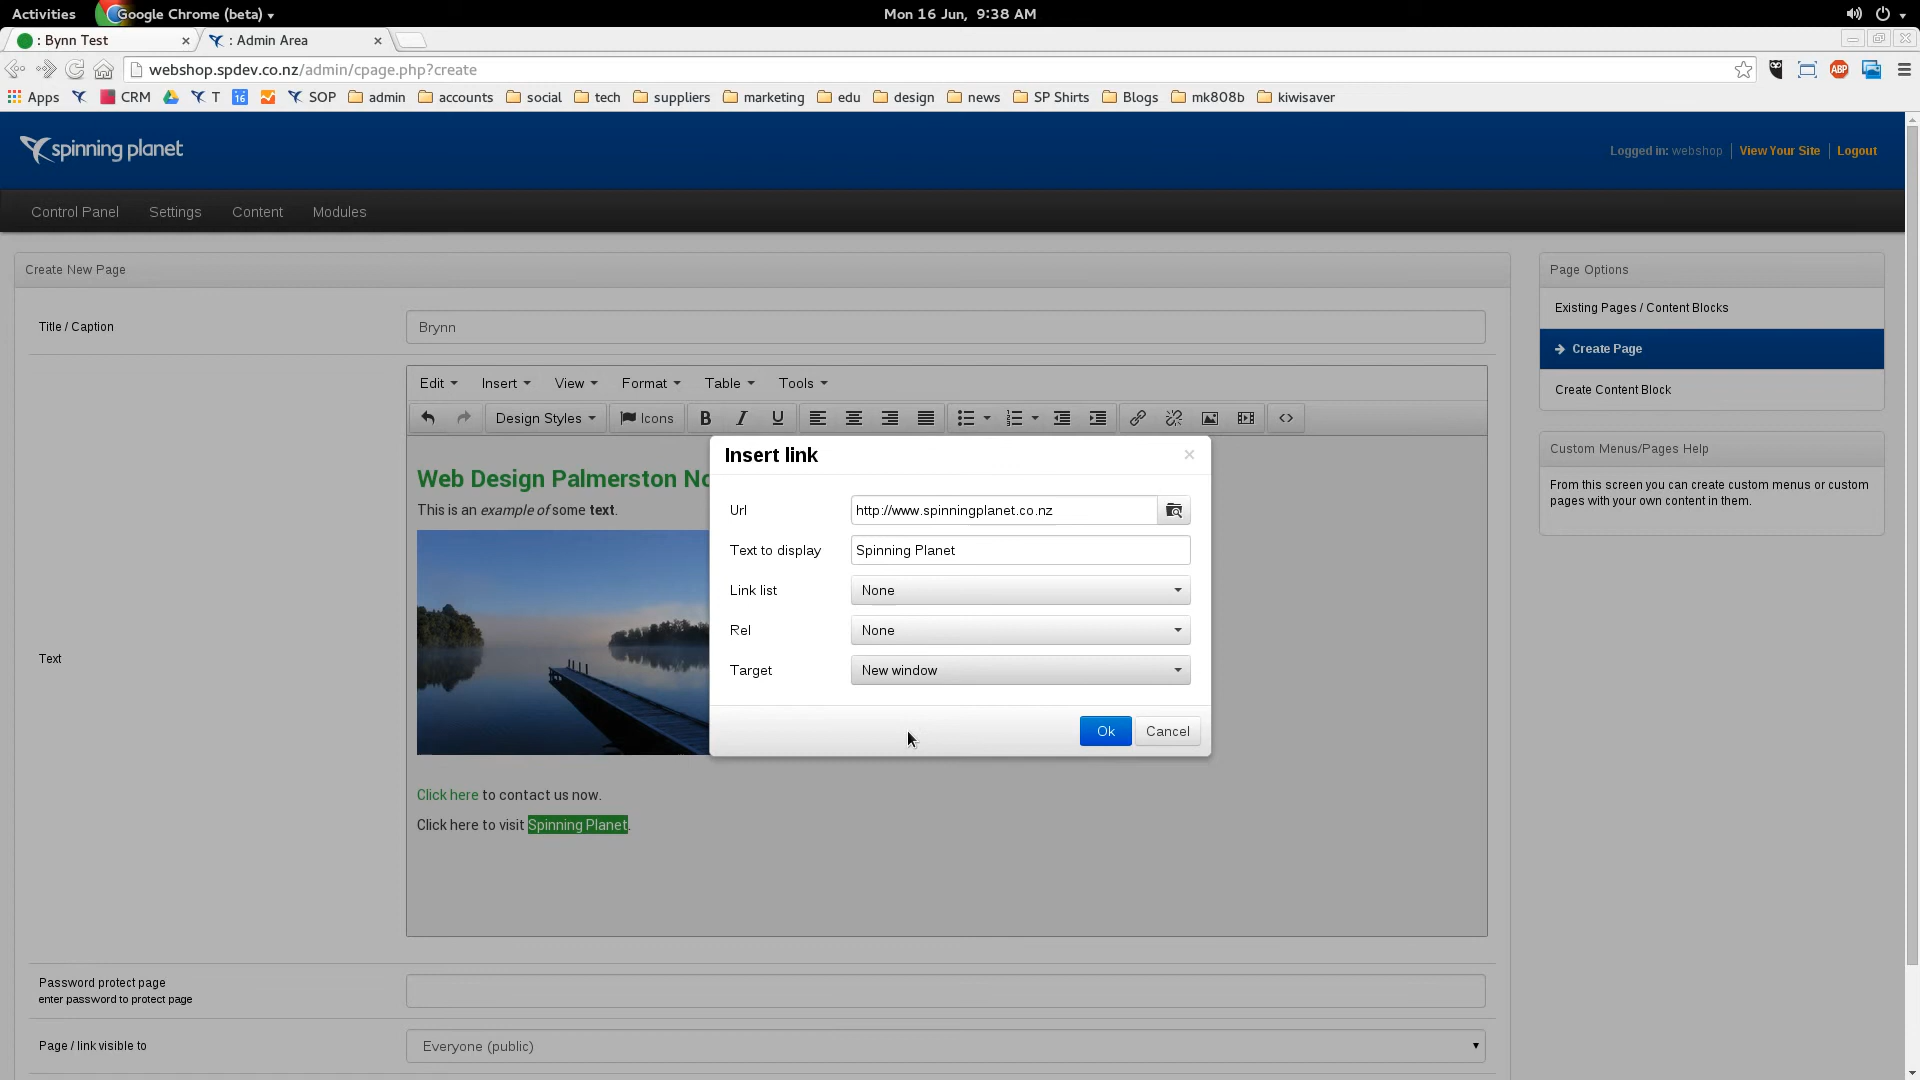 Activities Google Chrome (beta) Mon 16 Jun, 9:38 AM
: Bynn Test : Admin Area
webshop.spdev.co.nz/admin/cpage.php?create
Apps CRM T 16 SOP admin accounts social tech suppliers marketing edu design news SP Shirts Blogs mk808b kiwisaver
ABP
spinning planet
Logged in: webshop View Your Site Logout
Control Panel Settings Content Modules
Create New Page
Title / Caption
Brynn
Text
Edit Insert View Format Table Tools
Design Styles Icons B I U
Web Design Palmerston No
This is an example of some text.
Click here to contact us now.
Click here to visit Spinning Planet.
Insert link
Url http://www.spinningplanet.co.nz
Text to display Spinning Planet
Link list None
Rel None
Target New window
Ok Cancel
Password protect page
enter password to protect page
Page / link visible to Everyone (public)
Page Options
Existing Pages / Content Blocks
Create Page
Create Content Block
Custom Menus/Pages Help
From this screen you can create custom menus or custom
pages with your own content in them.